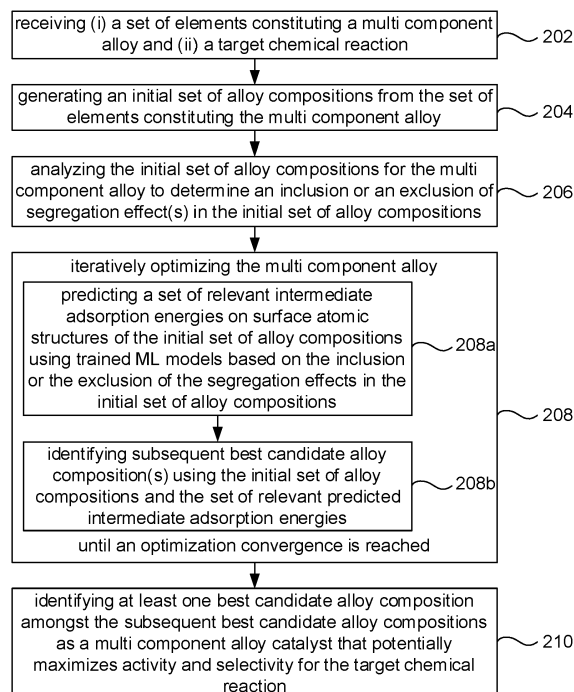 receiving (i) a set of elements constituting a multi component
alloy and (ii) a target chemical reaction
202
generating an initial set of alloy compositions from the set of
elements constituting the multi component alloy
204
analyzing the initial set of alloy compositions for the multi
component alloy to determine an inclusion or an exclusion of
segregation effect(s) in the initial set of alloy compositions
206
iteratively optimizing the multi component alloy
predicting a set of relevant intermediate
adsorption energies on surface atomic
structures of the initial set of alloy compositions
using trained ML models based on the inclusion
or the exclusion of the segregation effects in the
initial set of alloy compositions
208a
208
identifying subsequent best candidate alloy
composition(s) using the initial set of alloy
compositions and the set of relevant predicted
intermediate adsorption energies
208b
until an optimization convergence is reached
identifying at least one best candidate alloy composition
amongst the subsequent best candidate alloy compositions
as a multi component alloy catalyst that potentially
maximizes activity and selectivity for the target chemical
reaction
210